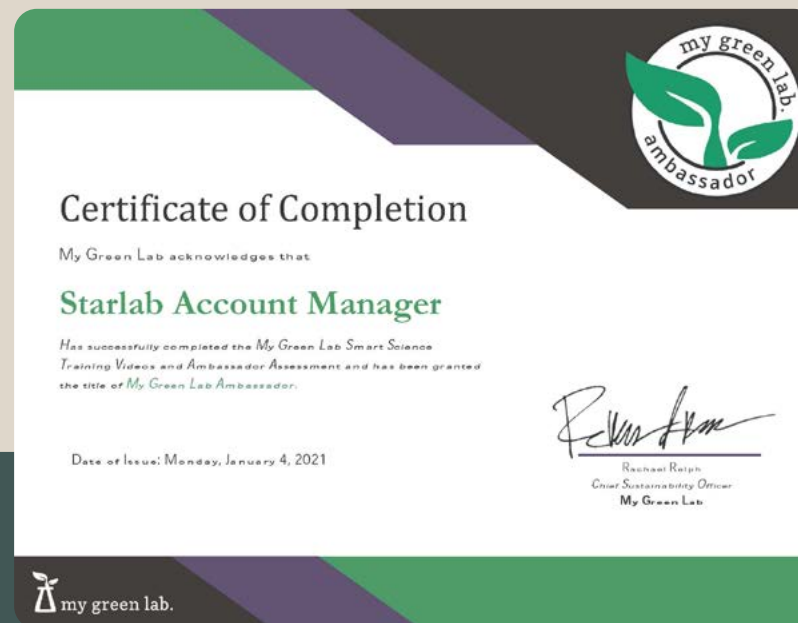 my green lab.
ambassador
Certificate of Completion
My Green Lab acknowledges that
Starlab Account Manager
Has successfully completed the My Green Lab Smart Science
Training Videos and Ambassador Assessment and has been granted
the title of My Green Lab Ambassador.
Date of Issue: Monday, January 4, 2021
Rachael Relph
Chief Sustainability Officer
My Green Lab
my green lab.